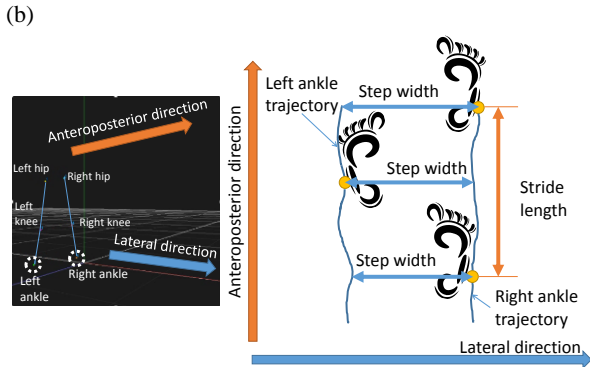 (b)
Anteroposterior direction
Left hip
Right hip
Left
knee
Right knee
Lateral direction
Left
ankle
Right ankle
Anteroposterior direction
Left ankle
trajectory
Step width
Step width
Step width
Stride
length
Right ankle
trajectory
Lateral direction